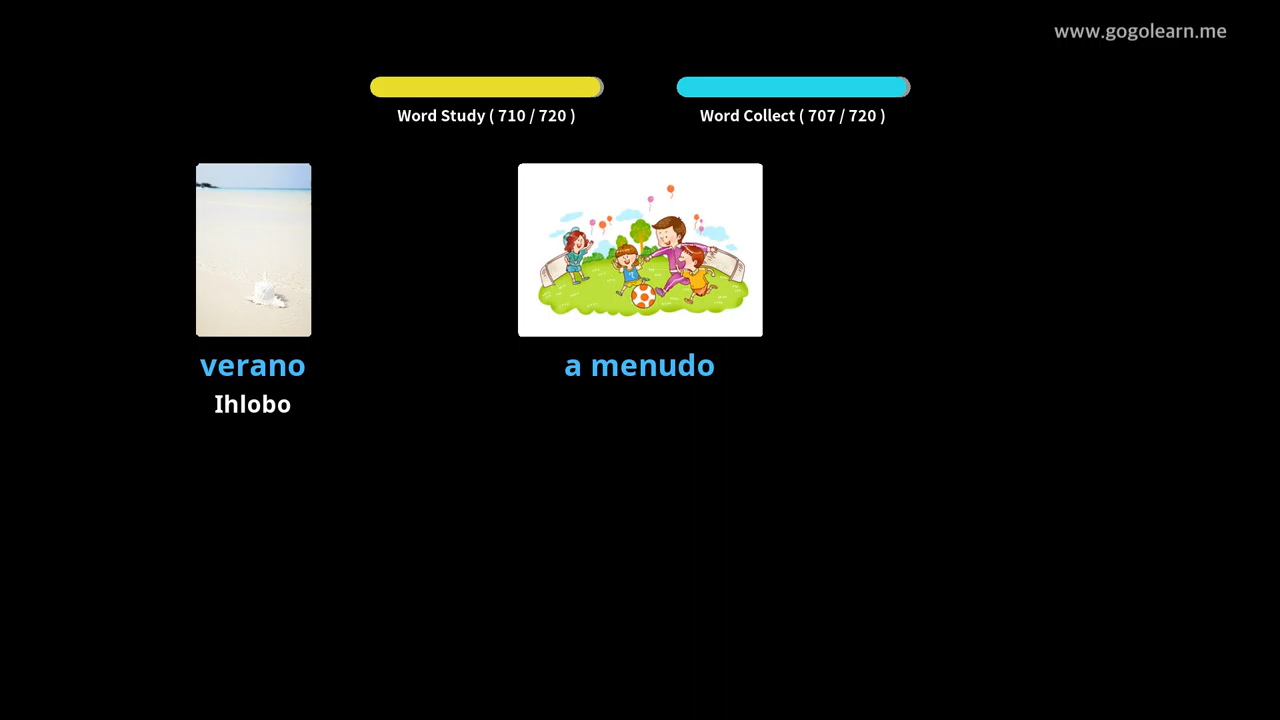 www.gogolearn.me
Word Study ( 710 / 720 )
Word Collect ( 707 / 720 )
verano
Ihlobo
a menudo